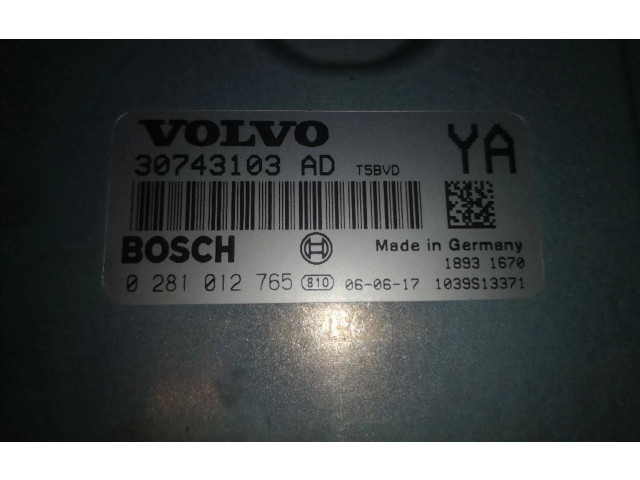 VOLVO
30743103 AD T5BVD
YA
BOSCH
Made in Germany
1893 1670
0 281 012 765 810 06-06-17 1039S13371